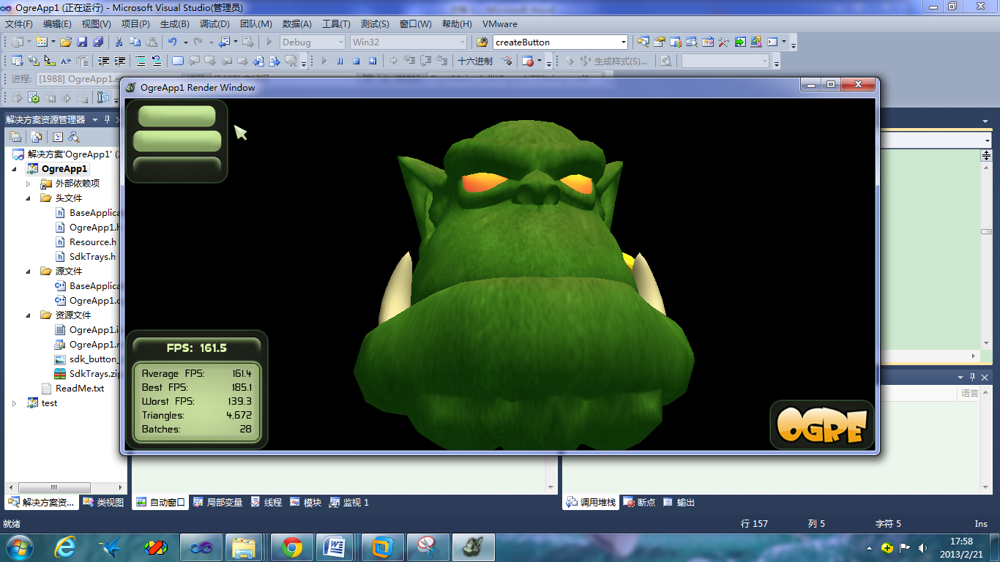 OgreApp1 (正在运行) - Microsoft Visual Studio(管理员)
文件(F) 编辑(E) 视图(V) 项目(P) 生成(B) 调试(D) 团队(M) 数据(A) 工具(T) 测试(S) 窗口(W) 帮助(H) VMware
Debug Win32 createButton
十六进制 生成样式(S)...
进程: [1988] OgreApp1.e
OgreApp1 Render Window
解决方案资源管理器
解决方案'OgreApp1'
OgreApp1
外部依赖项
头文件
BaseApplica
OgreApp1.h
Resource.h
SdkTrays.h
源文件
BaseApplica
OgreApp1.c
资源文件
OgreApp1.i
OgreApp1.r
sdk_button_
SdkTrays.zip
ReadMe.txt
test
FPS: 161.5
Average FPS: 161.4
Best FPS: 185.1
Worst FPS: 139.3
Triangles: 4,672
Batches: 28
OGRE
语言
解决方案资... 类视图 自动窗口 局部变量 线程 模块 监视 1 调用堆栈 断点 输出
就绪 行 157 列 5 字符 5 Ins
17:58
2013/2/21